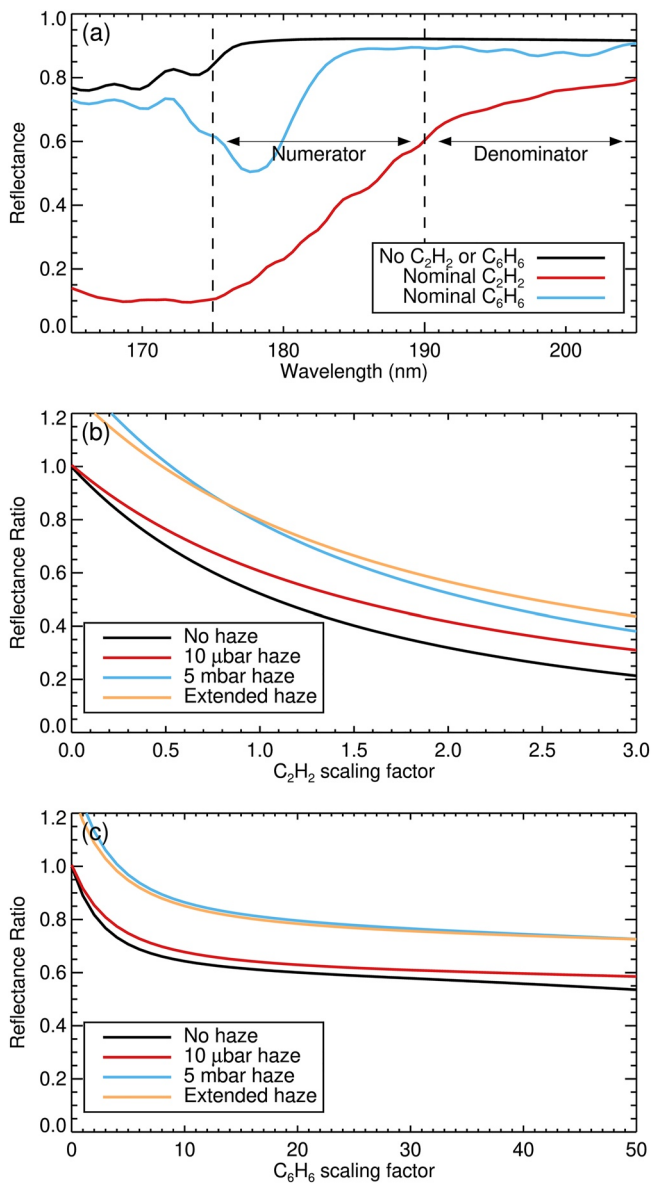 (a)
1.0
0.8
0.6
0.4
0.2
0.0
Reflectance
Numerator
Denominator
No C₂H₂ or C₆H₆
Nominal C₂H₂
Nominal C₆H₆
170 180 190 200
Wavelength (nm)
(b)
1.2
1.0
0.8
0.6
0.4
0.2
0.0
Reflectance Ratio
No haze
10 μbar haze
5 mbar haze
Extended haze
0.0 0.5 1.0 1.5 2.0 2.5 3.0
C₂H₂ scaling factor
(c)
1.2
1.0
0.8
0.6
0.4
0.2
0.0
Reflectance Ratio
No haze
10 μbar haze
5 mbar haze
Extended haze
0 10 20 30 40 50
C₆H₆ scaling factor